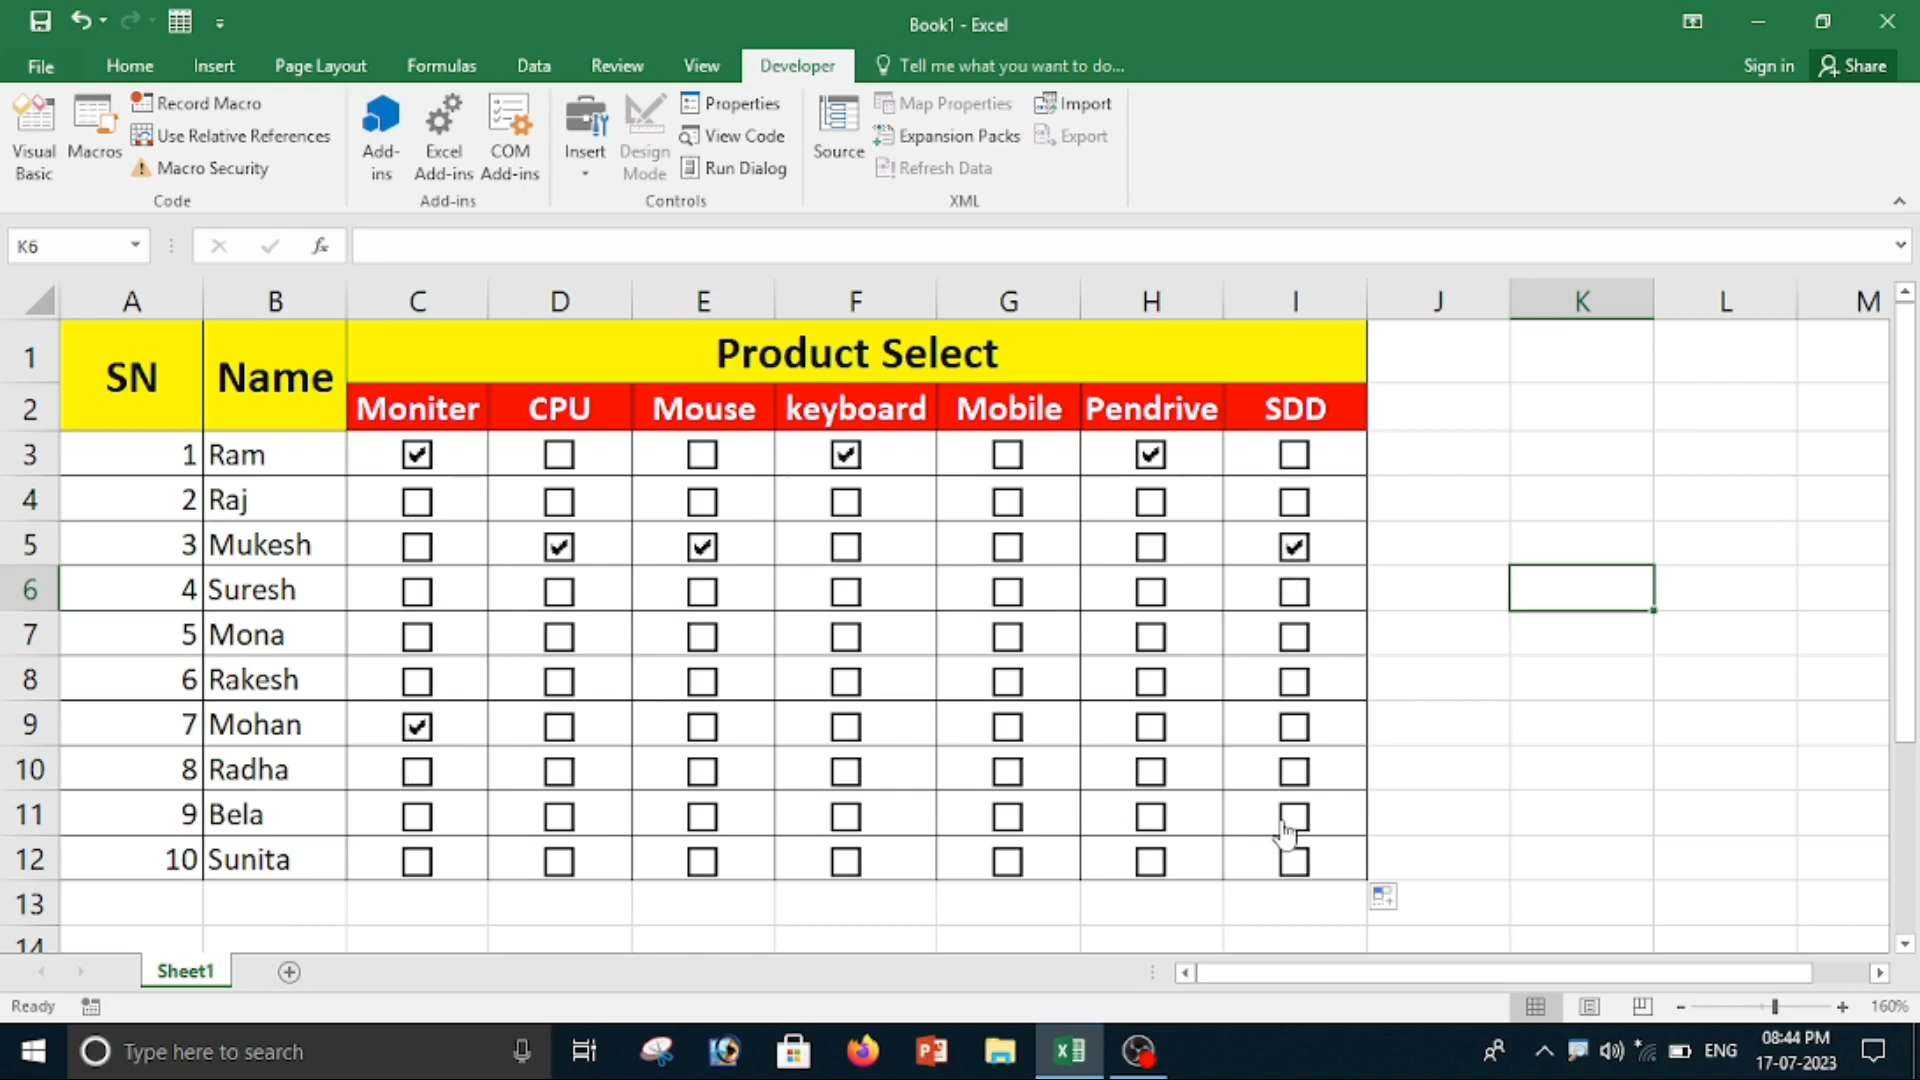 Book1 - Excel
File Home Insert Page Layout Formulas Data Review View Developer Tell me what you want to do... Sign in Share
Visual Basic
Macros
Record Macro
Use Relative References
Macro Security
Code
Add-ins
Excel Add-ins
COM Add-ins
Add-ins
Insert
Design Mode
Properties
View Code
Run Dialog
Controls
Source
Map Properties
Expansion Packs
Refresh Data
Import
Export
XML
K6 fx
A B C D E F G H I J K L M
1 SN Name Product Select
2 Moniter CPU Mouse keyboard Mobile Pendrive SDD
3 1 Ram
4 2 Raj
5 3 Mukesh
6 4 Suresh
7 5 Mona
8 6 Rakesh
9 7 Mohan
10 8 Radha
11 9 Bela
12 10 Sunita
13
14
Sheet1
Ready 160%
Type here to search ENG 08:44 PM
17-07-2023